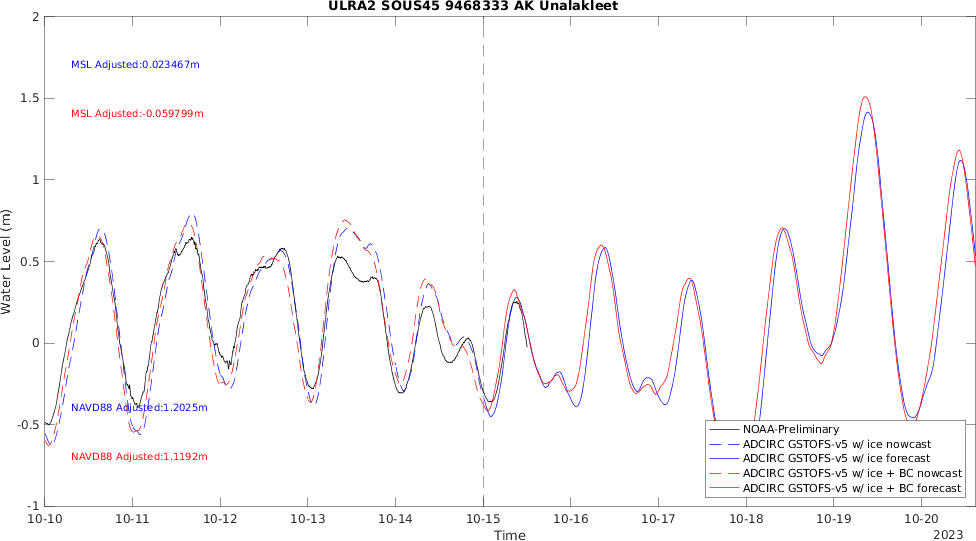 ULRA2 SOUS45 9468333 AK Unalakleet
2
1.5
1
0.5
0
-0.5
-1
Water Level (m)
MSL Adjusted:0.023467m
MSL Adjusted:-0.059799m
NAVD88 Adjusted:1.2025m
NAVD88 Adjusted:1.1192m
NOAA-Preliminary
ADCIRC GSTOFS-v5 w/ ice nowcast
ADCIRC GSTOFS-v5 w/ ice forecast
ADCIRC GSTOFS-v5 w/ ice + BC nowcast
ADCIRC GSTOFS-v5 w/ ice + BC forecast
10-10 10-11 10-12 10-13 10-14 10-15 10-16 10-17 10-18 10-19 10-20
Time
2023